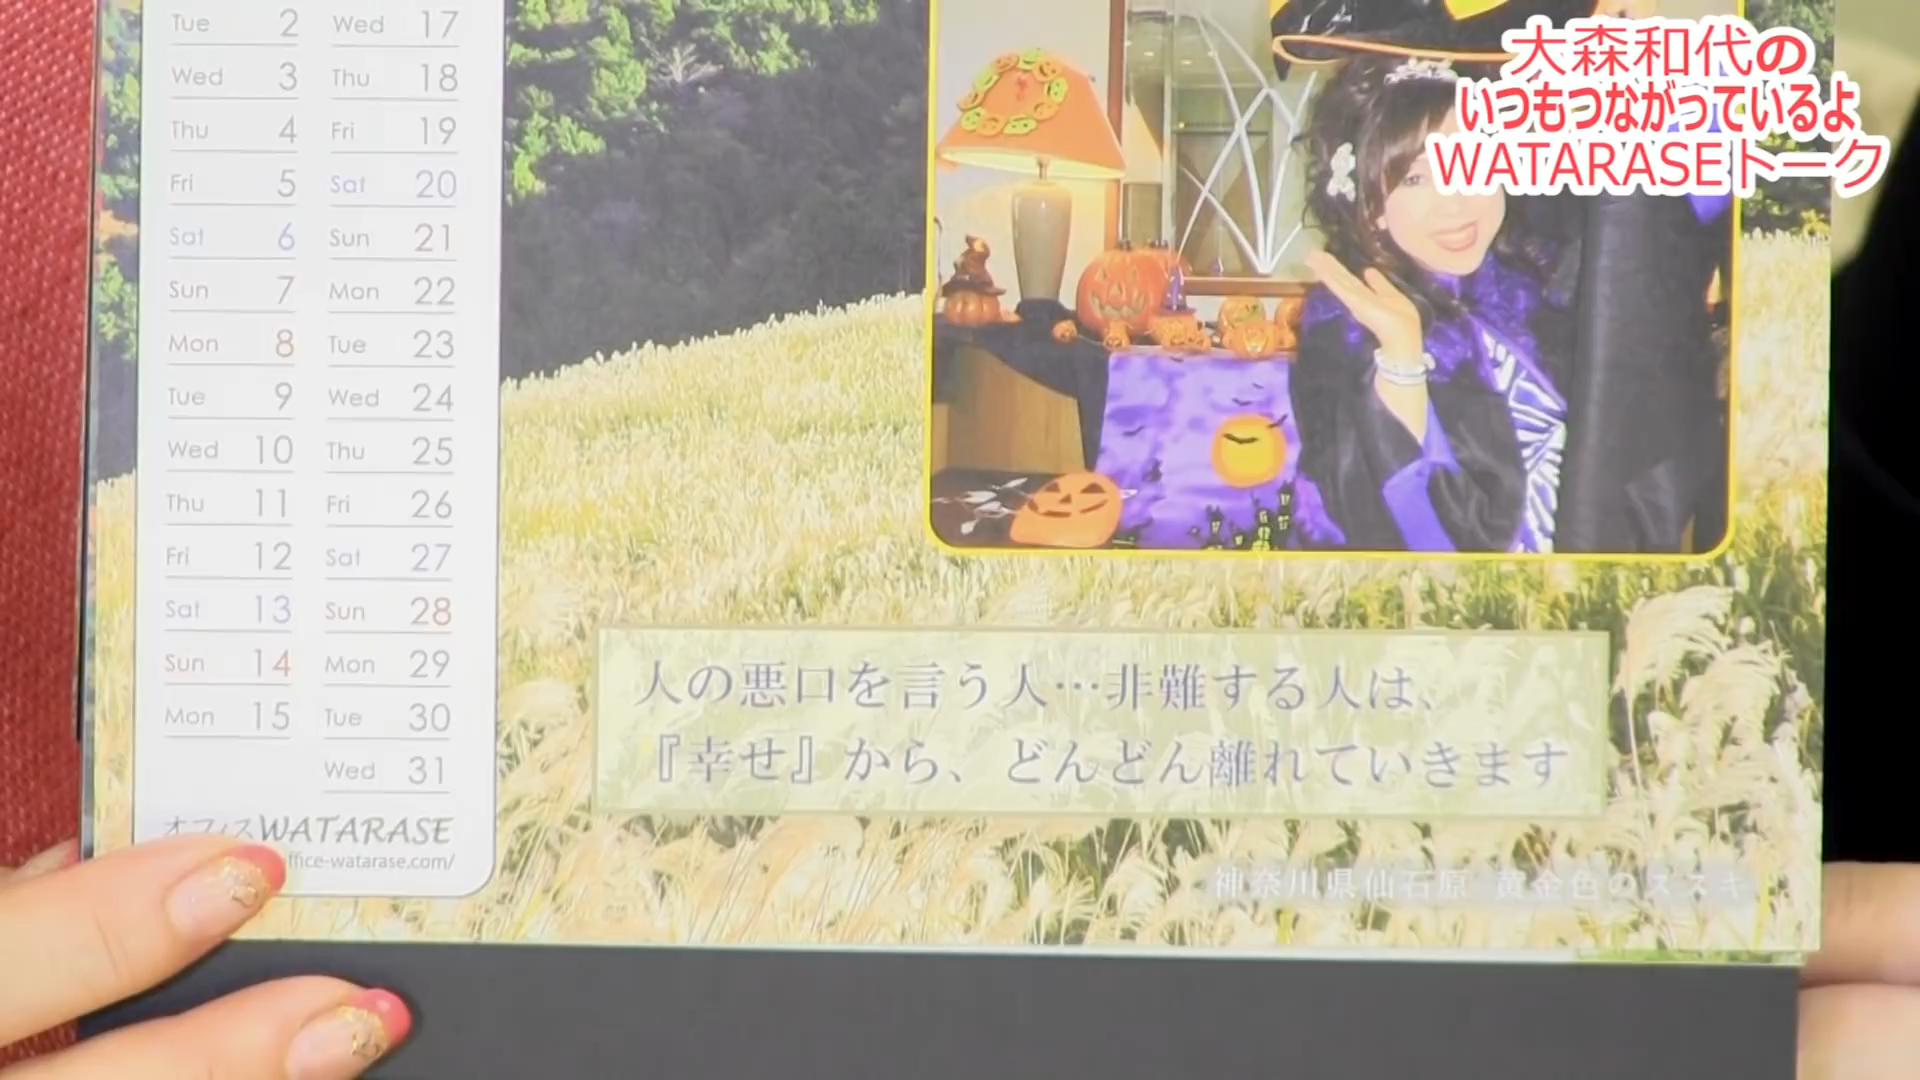 大森和代の
いつもつながっているよ
WATARASEトーク
Tue 2
Wed 3
Thu 4
Fri 5
Sat 6
Sun 7
Mon 8
Tue 9
Wed 10
Thu 11
Fri 12
Sat 13
Sun 14
Mon 15
Wed 17
Thu 18
Fri 19
Sat 20
Sun 21
Mon 22
Tue 23
Wed 24
Thu 25
Fri 26
Sat 27
Sun 28
Mon 29
Tue 30
Wed 31
オフィスWATARASE
ffice-watarase.com/
人の悪口を言う人…非難する人は、
『幸せ』から、どんどん離れていきます
神奈川県仙石原 黄金色のススキ